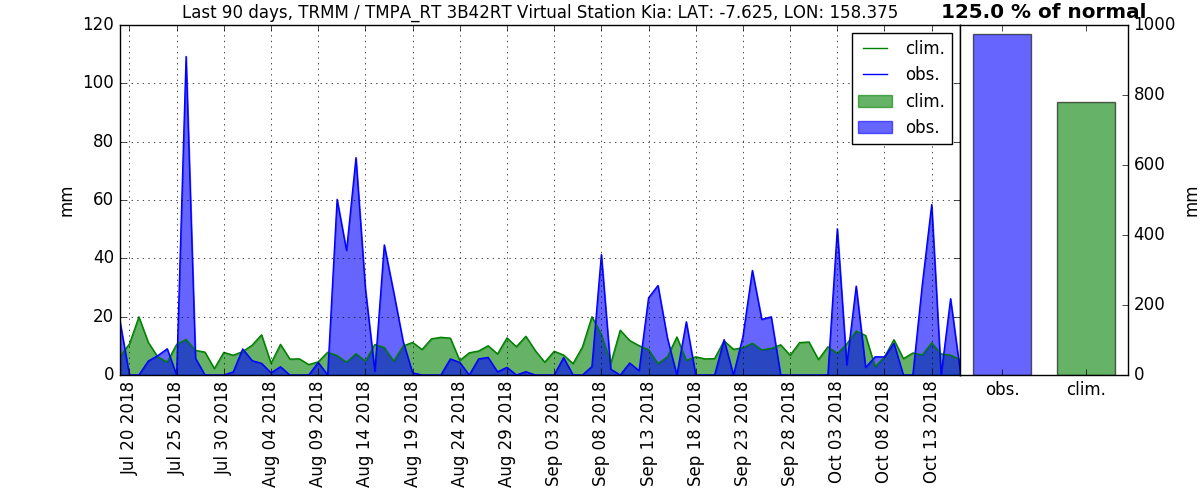 Last 90 days, TRMM / TMPA_RT 3B42RT Virtual Station Kia: LAT: -7.625, LON: 158.375
125.0 % of normal
120
100
80
60
40
20
0
mm
clim.
obs.
clim.
obs.
1000
800
600
400
200
0
mm
obs.
clim.
Jul 20 2018
Jul 25 2018
Jul 30 2018
Aug 04 2018
Aug 09 2018
Aug 14 2018
Aug 19 2018
Aug 24 2018
Aug 29 2018
Sep 03 2018
Sep 08 2018
Sep 13 2018
Sep 18 2018
Sep 23 2018
Sep 28 2018
Oct 03 2018
Oct 08 2018
Oct 13 2018